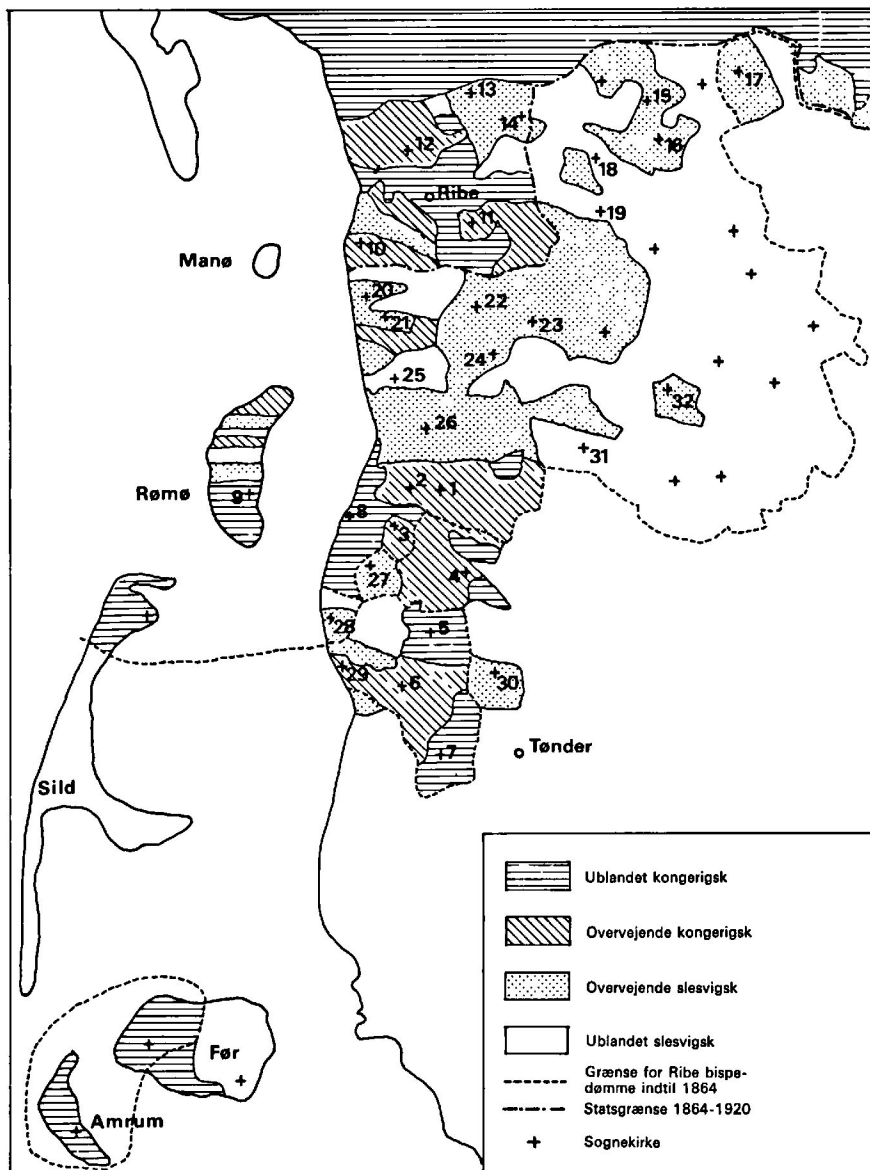 13
17
15
14
12
16
18
Ribe
19
11
10
Manø
20
22
21
23
24
25
32
26
31
2
1
Rømø
9
8
3
27
4
28
5
29
6
30
7
Tønder
Sild
Ublandet kongerigsk
Overvejende kongerigsk
Overvejende slesvigsk
Ublandet slesvigsk
Før
Grænse for Ribe bispe-
dømme indtil 1864
Statsgrænse 1864-1920
Amrum
Sognekirke